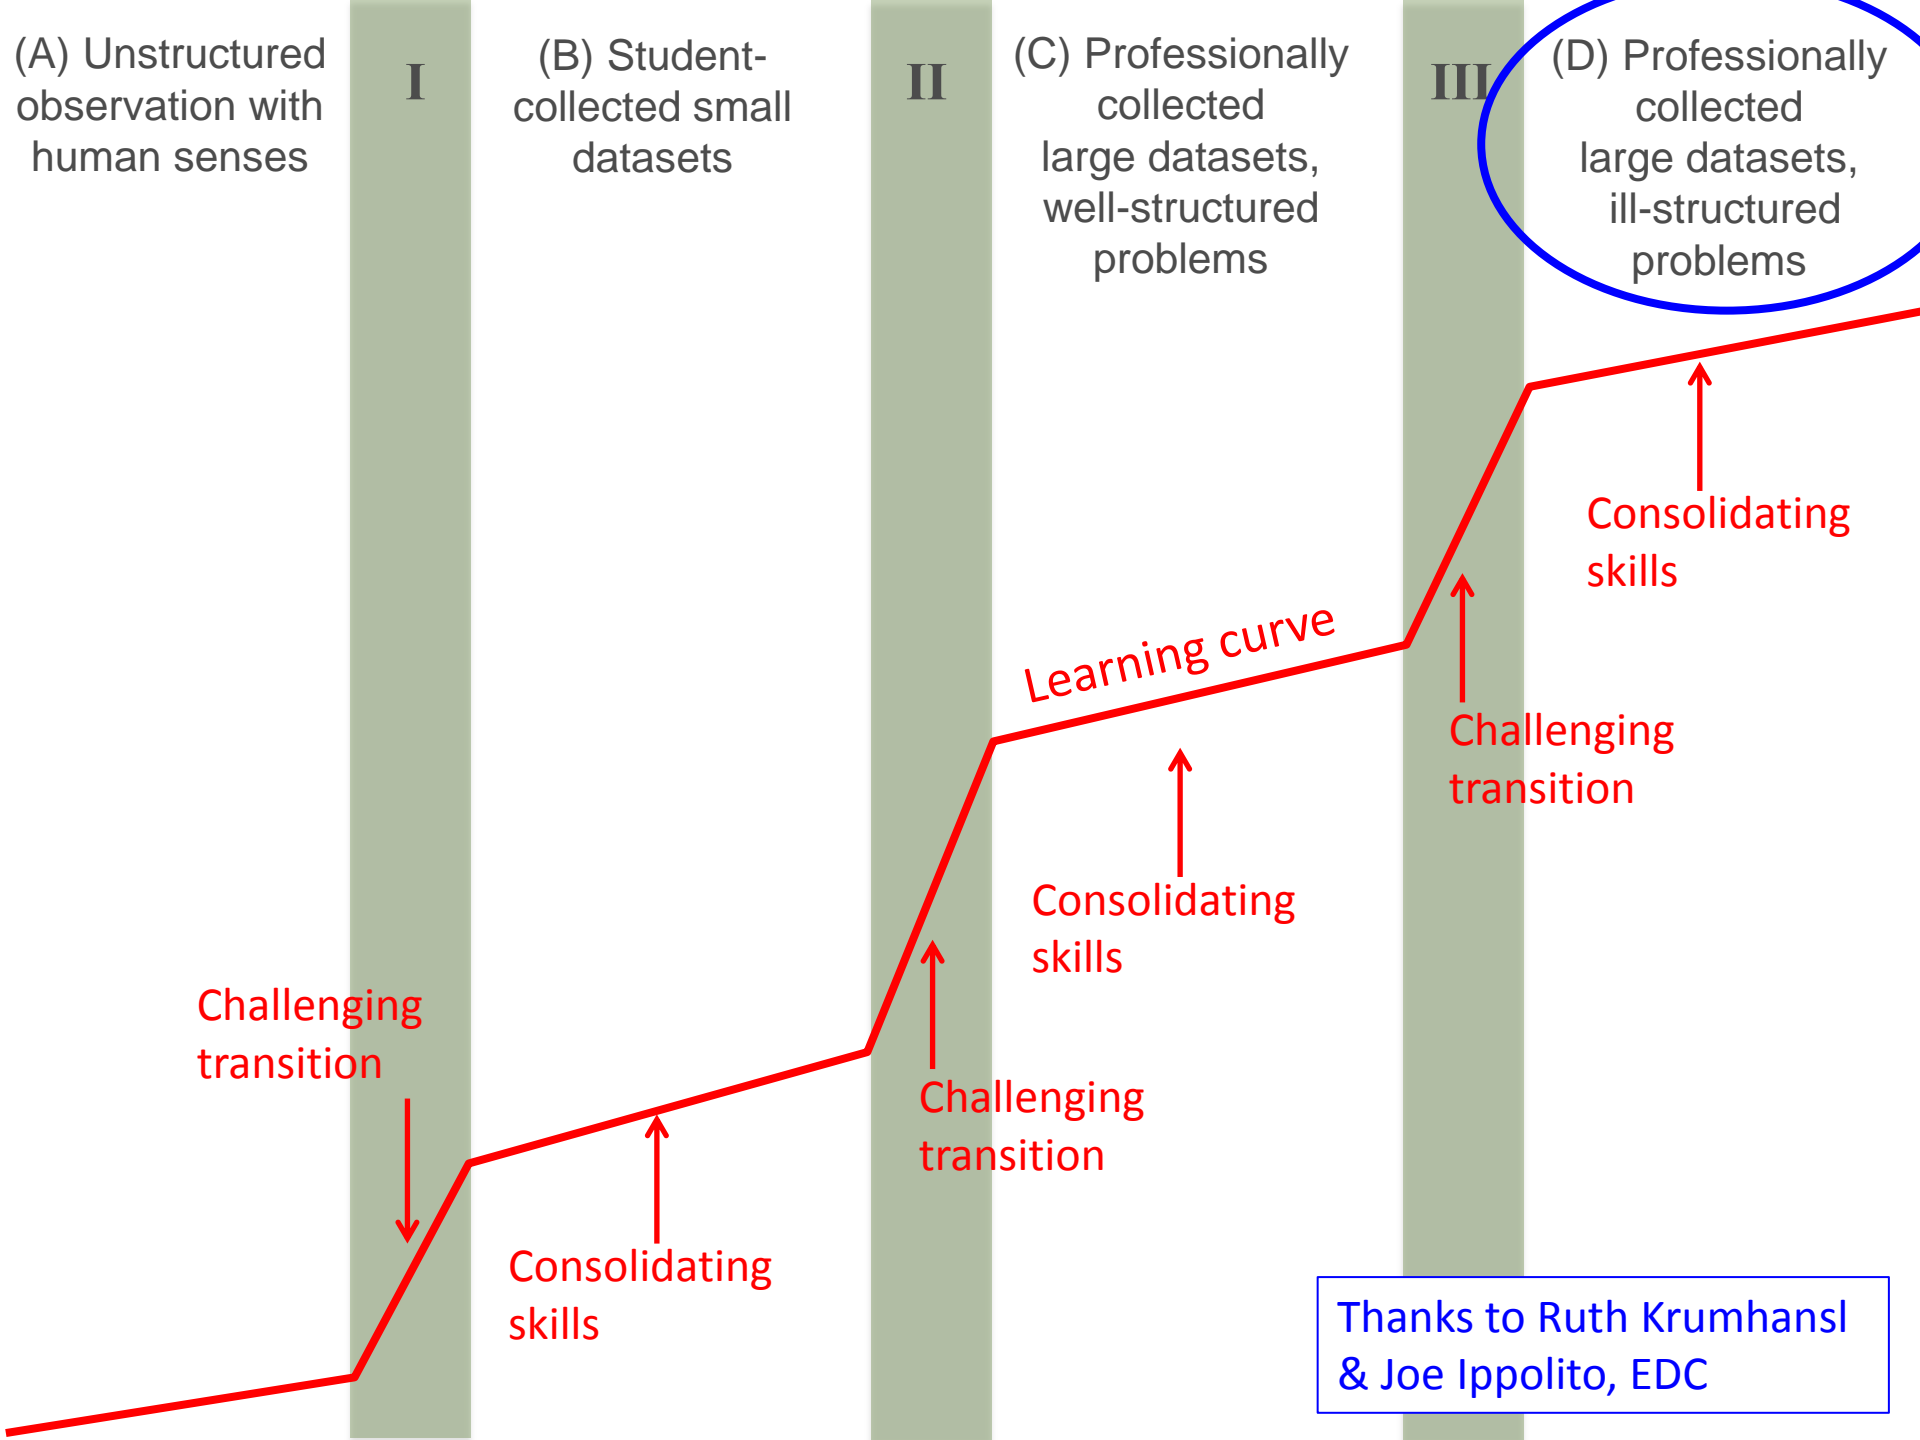 (A) Unstructured
observation with
human senses
I
(B) Student-
collected small
datasets
II
(C) Professionally
collected
large datasets,
well-structured
problems
III
(D) Professionally
collected
large datasets,
ill-structured
problems
Consolidating
skills
Learning curve
Challenging
transition
Consolidating
skills
Challenging
transition
Challenging
transition
Consolidating
skills
Thanks to Ruth Krumhansl
& Joe Ippolito, EDC